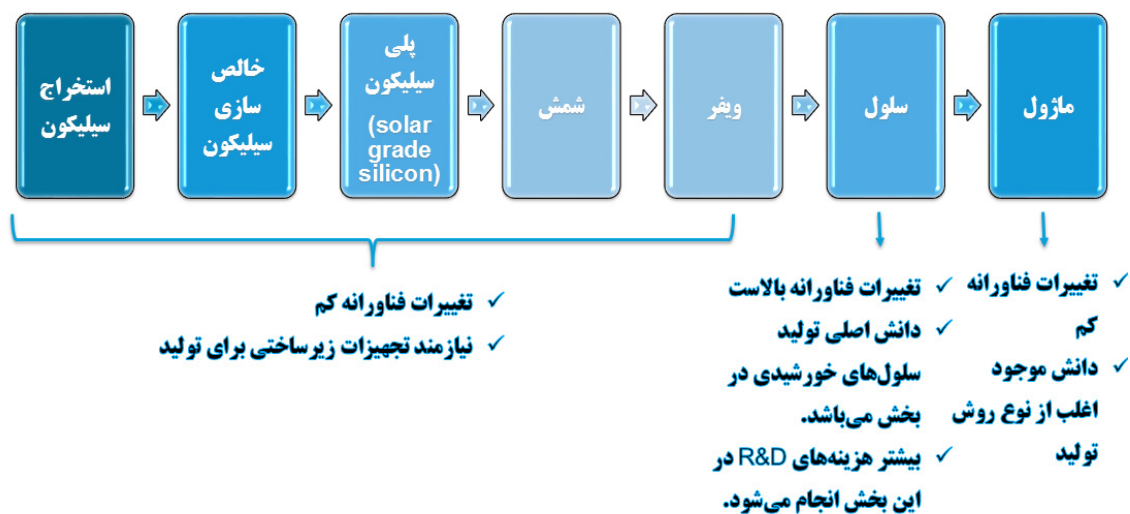 استخراج
سیلیکون
خالص
سازی
سیلیکون
پلی
سیلیکون
(solar
grade
silicon)
شمش
ویفر
سلول
ماژول
✓ تغییرات فناورانه کم
✓ نیازمند تجهیزات زیرساختی برای تولید
✓ تغییرات فناورانه بالاست
✓ دانش اصلی تولید
سلول‌های خورشیدی در
بخش می‌باشد.
✓ بیشتر هزینه‌های R&D در
این بخش انجام می‌شود.
✓ تغییرات فناورانه
کم
✓ دانش موجود
اغلب از نوع روش
تولید